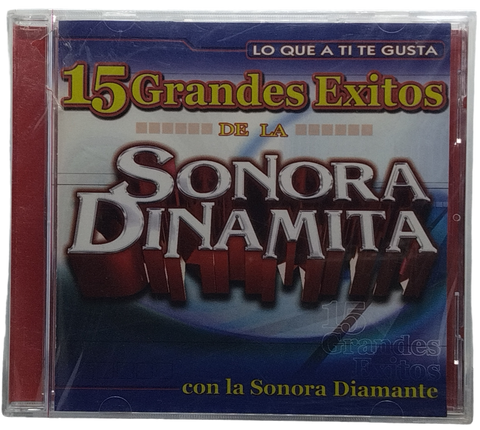 LO QUE A TI TE GUSTA
15 Grandes Exitos
DE LA
SONORA
DINAMITA
15
Grandes
Exitos
con la Sonora Diamante